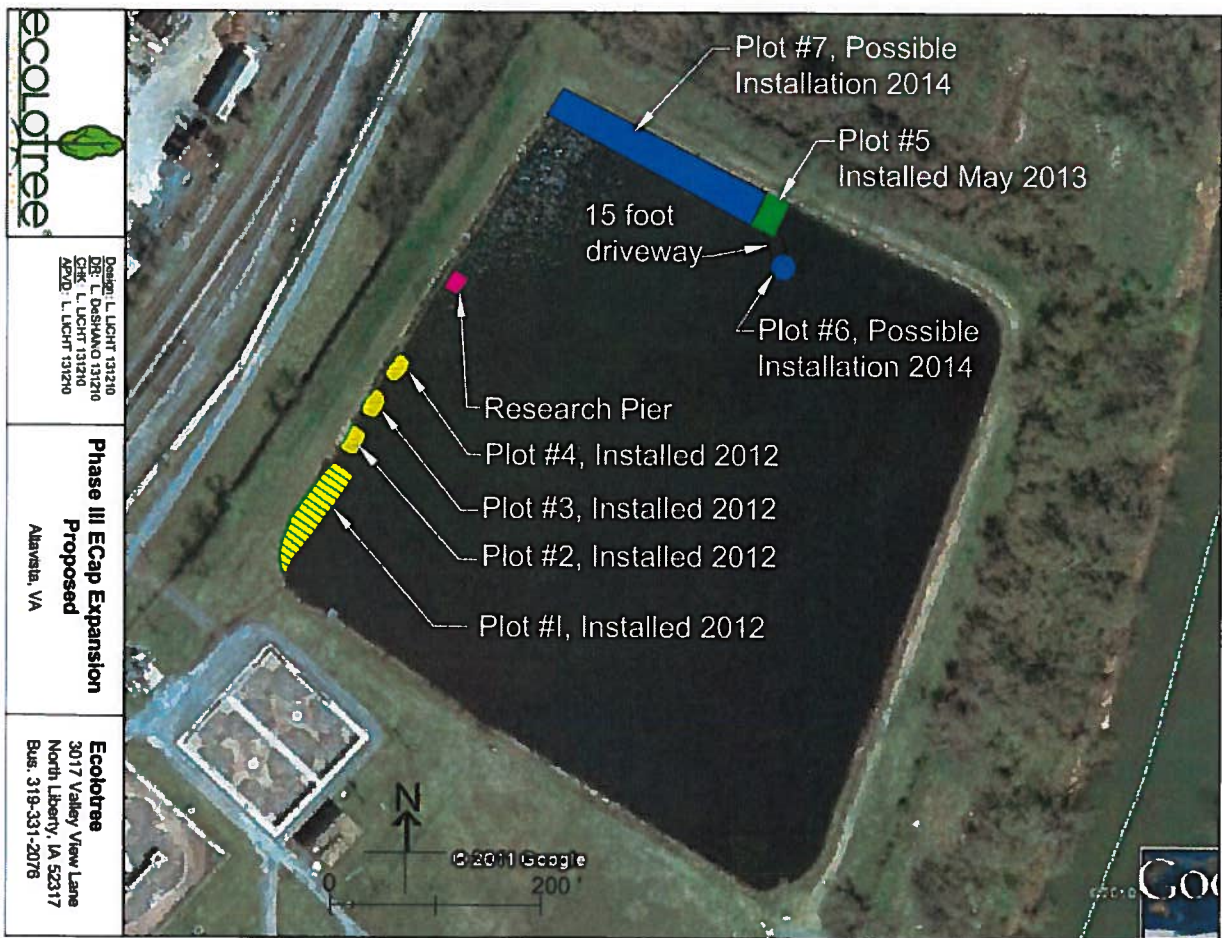 Plot #7, Possible
Installation 2014
Plot #5
Installed May 2013
15 foot
driveway
Plot #6, Possible
Installation 2014
Research Pier
Plot #4, Installed 2012
Plot #3, Installed 2012
Plot #2, Installed 2012
Plot #I, Installed 2012
N
© 2011 Google
0
200 '
Goo
ecolotree®
Design: L. LICHT 131210
DR: L. DeSHANO 131210
CHK: L. LICHT 131210
APVD: L. LICHT 131210
Phase III ECap Expansion
Proposed
Altavista, VA
Ecolotree
3017 Valley View Lane
North Liberty, IA 52317
Bus. 319-331-2076